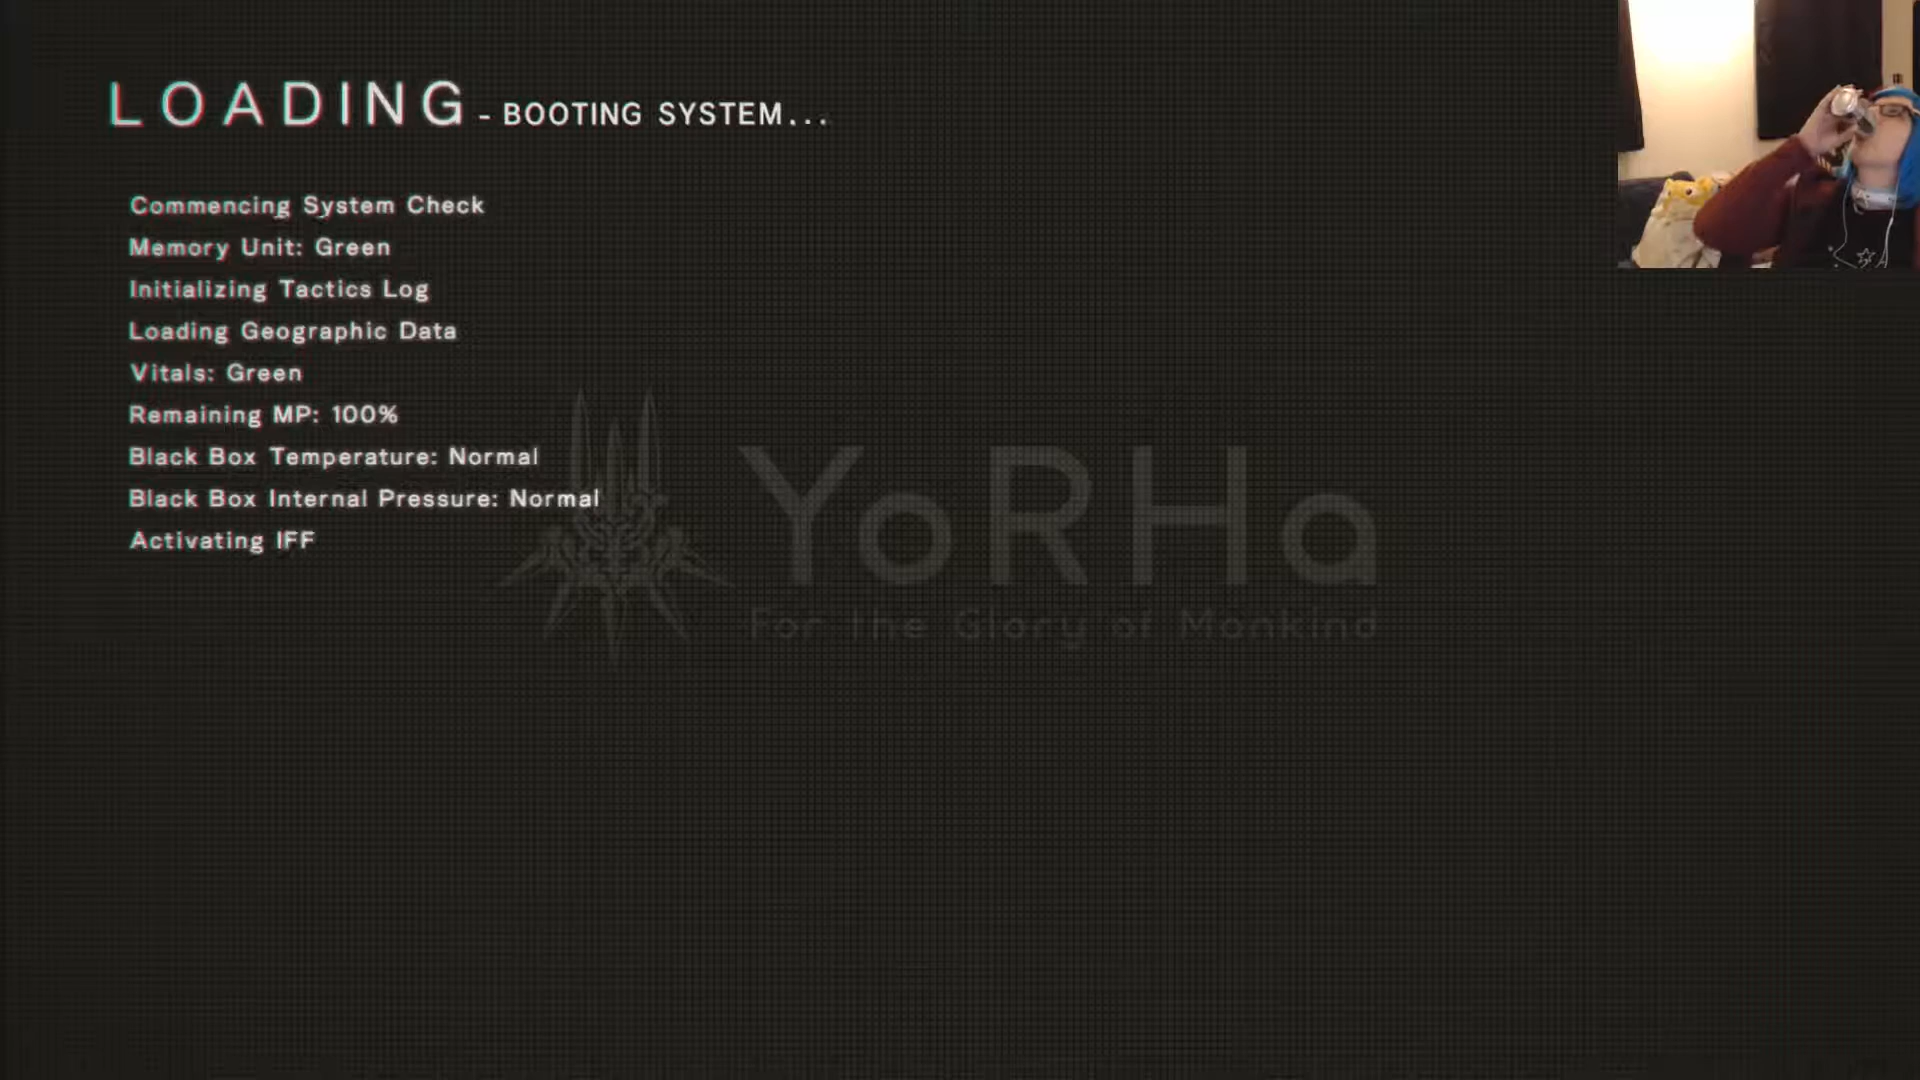 LOADING - BOOTING SYSTEM...
Commencing System Check
Memory Unit: Green
Initializing Tactics Log
Loading Geographic Data
Vitals: Green
Remaining MP: 100%
Black Box Temperature: Normal
Black Box Internal Pressure: Normal
Activating IFF
YoRHa
For the Glory of Mankind